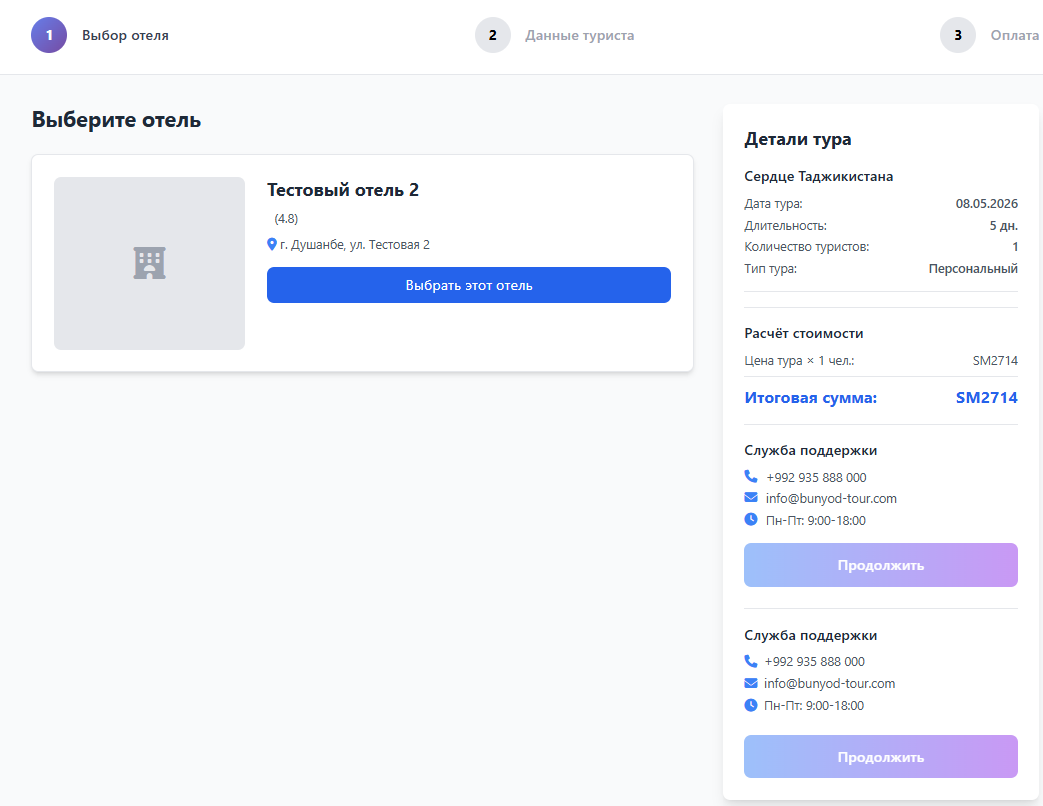 1 Выбор отеля 2 Данные туриста 3 Оплата
Выберите отель
Тестовый отель 2
(4.8)
г. Душанбе, ул. Тестовая 2
Выбрать этот отель
Детали тура
Сердце Таджикистана
Дата тура: 08.05.2026
Длительность: 5 дн.
Количество туристов: 1
Тип тура: Персональный
Расчёт стоимости
Цена тура × 1 чел.: SM2714
Итоговая сумма: SM2714
Служба поддержки
+992 935 888 000
info@bunyod-tour.com
Пн-Пт: 9:00-18:00
Продолжить
Служба поддержки
+992 935 888 000
info@bunyod-tour.com
Пн-Пт: 9:00-18:00
Продолжить